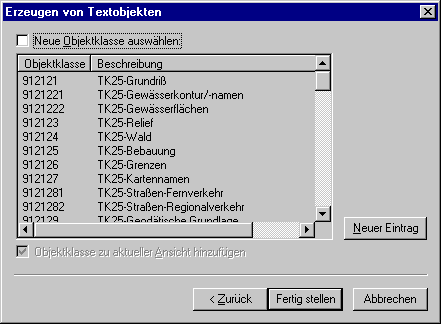 Erzeugen von Textobjekten
Neue Objektklasse auswählen:
Objektklasse Beschreibung
912121 TK25-Grundriß
9121221 TK25-Gewässerkontur/-namen
9121222 TK25-Gewässerflächen
912123 TK25-Relief
912124 TK25-Wald
912125 TK25-Bebauung
912126 TK25-Grenzen
912127 TK25-Kartennamen
9121281 TK25-Straßen-Fernverkehr
9121282 TK25-Straßen-Regionalverkehr
912129 TK25-Geodätische Grundlage
Neuer Eintrag
Objektklasse zu aktueller Ansicht hinzufügen
< Zurück Fertig stellen Abbrechen